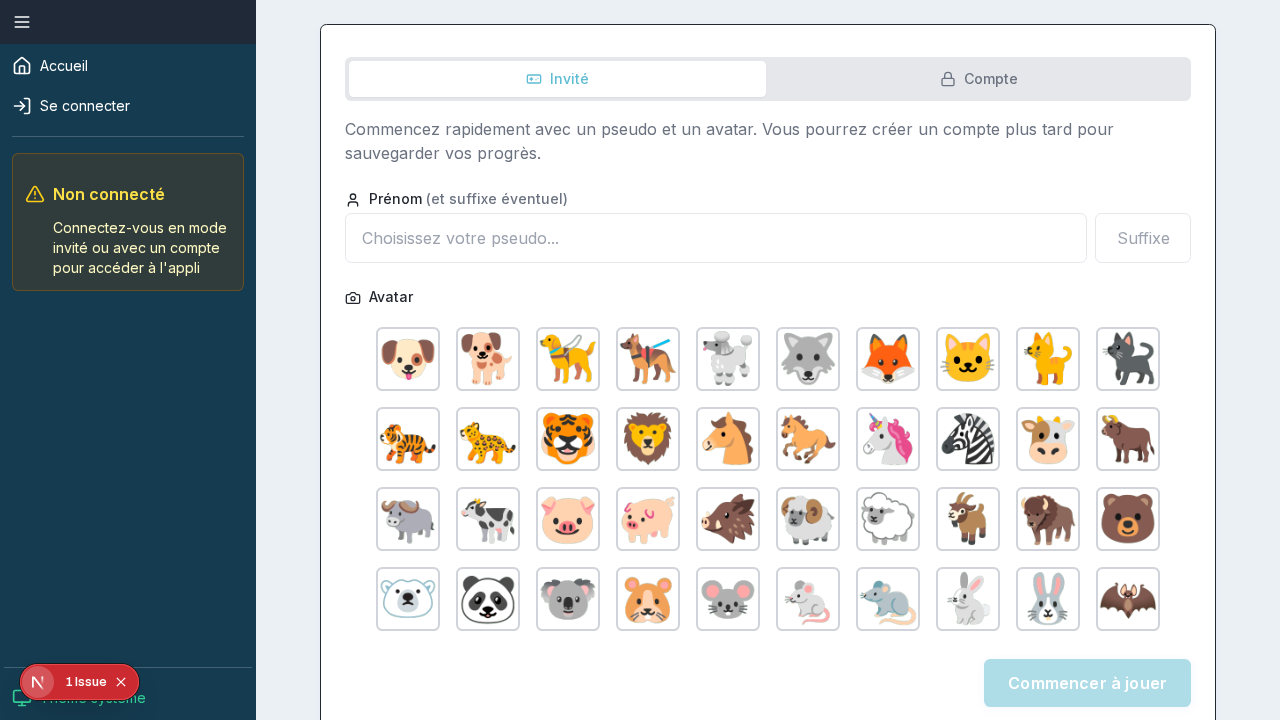 Accueil
Se connecter
Non connecté
Connectez-vous en mode
invité ou avec un compte
pour accéder à l'appli
1 Issue
Thème système
Invité
Compte
Commencez rapidement avec un pseudo et un avatar. Vous pourrez créer un compte plus tard pour
sauvegarder vos progrès.
Prénom (et suffixe éventuel)
Choisissez votre pseudo...
Suffixe
Avatar
Commencer à jouer